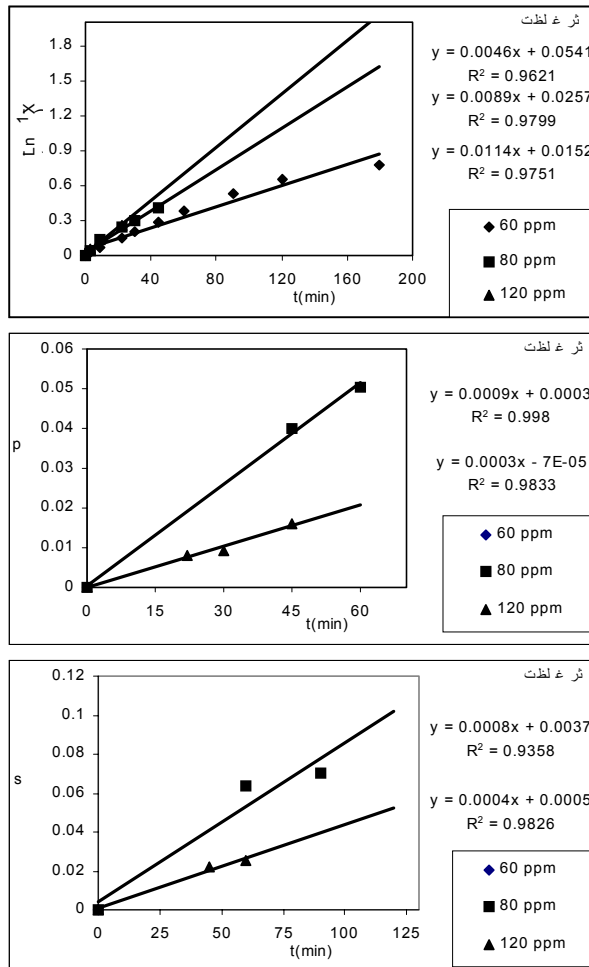 ثر غ لظت
1.8
1.5
1.2
0.9
0.6
0.3
0
0 40 80 120 160 200
t(min)
y = 0.0046x + 0.0541
R² = 0.9621
y = 0.0089x + 0.0257
R² = 0.9799
y = 0.0114x + 0.0152
R² = 0.9751
60 ppm
80 ppm
120 ppm
ثر غ لظت
0.06
0.05
0.04
0.03
0.02
0.01
0
p
0 15 30 45 60
t(min)
y = 0.0009x + 0.0003
R² = 0.998
y = 0.0003x - 7E-05
R² = 0.9833
60 ppm
80 ppm
120 ppm
ثر غ لظت
0.12
0.1
0.08
0.06
0.04
0.02
0
s
0 25 50 75 100 125
t(min)
y = 0.0008x + 0.0037
R² = 0.9358
y = 0.0004x + 0.0005
R² = 0.9826
60 ppm
80 ppm
120 ppm